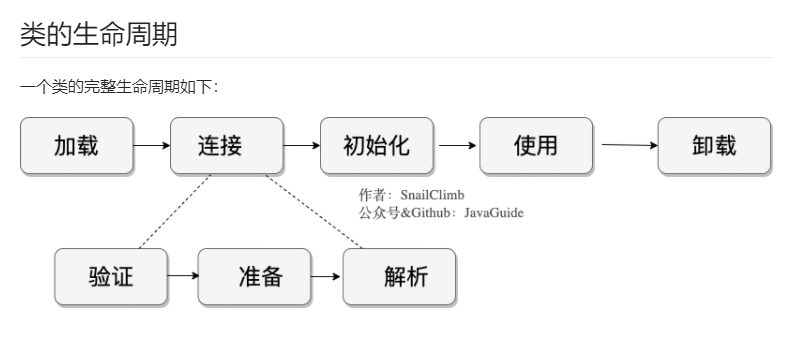 类的生命周期
一个类的完整生命周期如下：
加载 连接 初始化 使用 卸载
作者：SnailClimb
公众号&Github：JavaGuide
验证 准备 解析